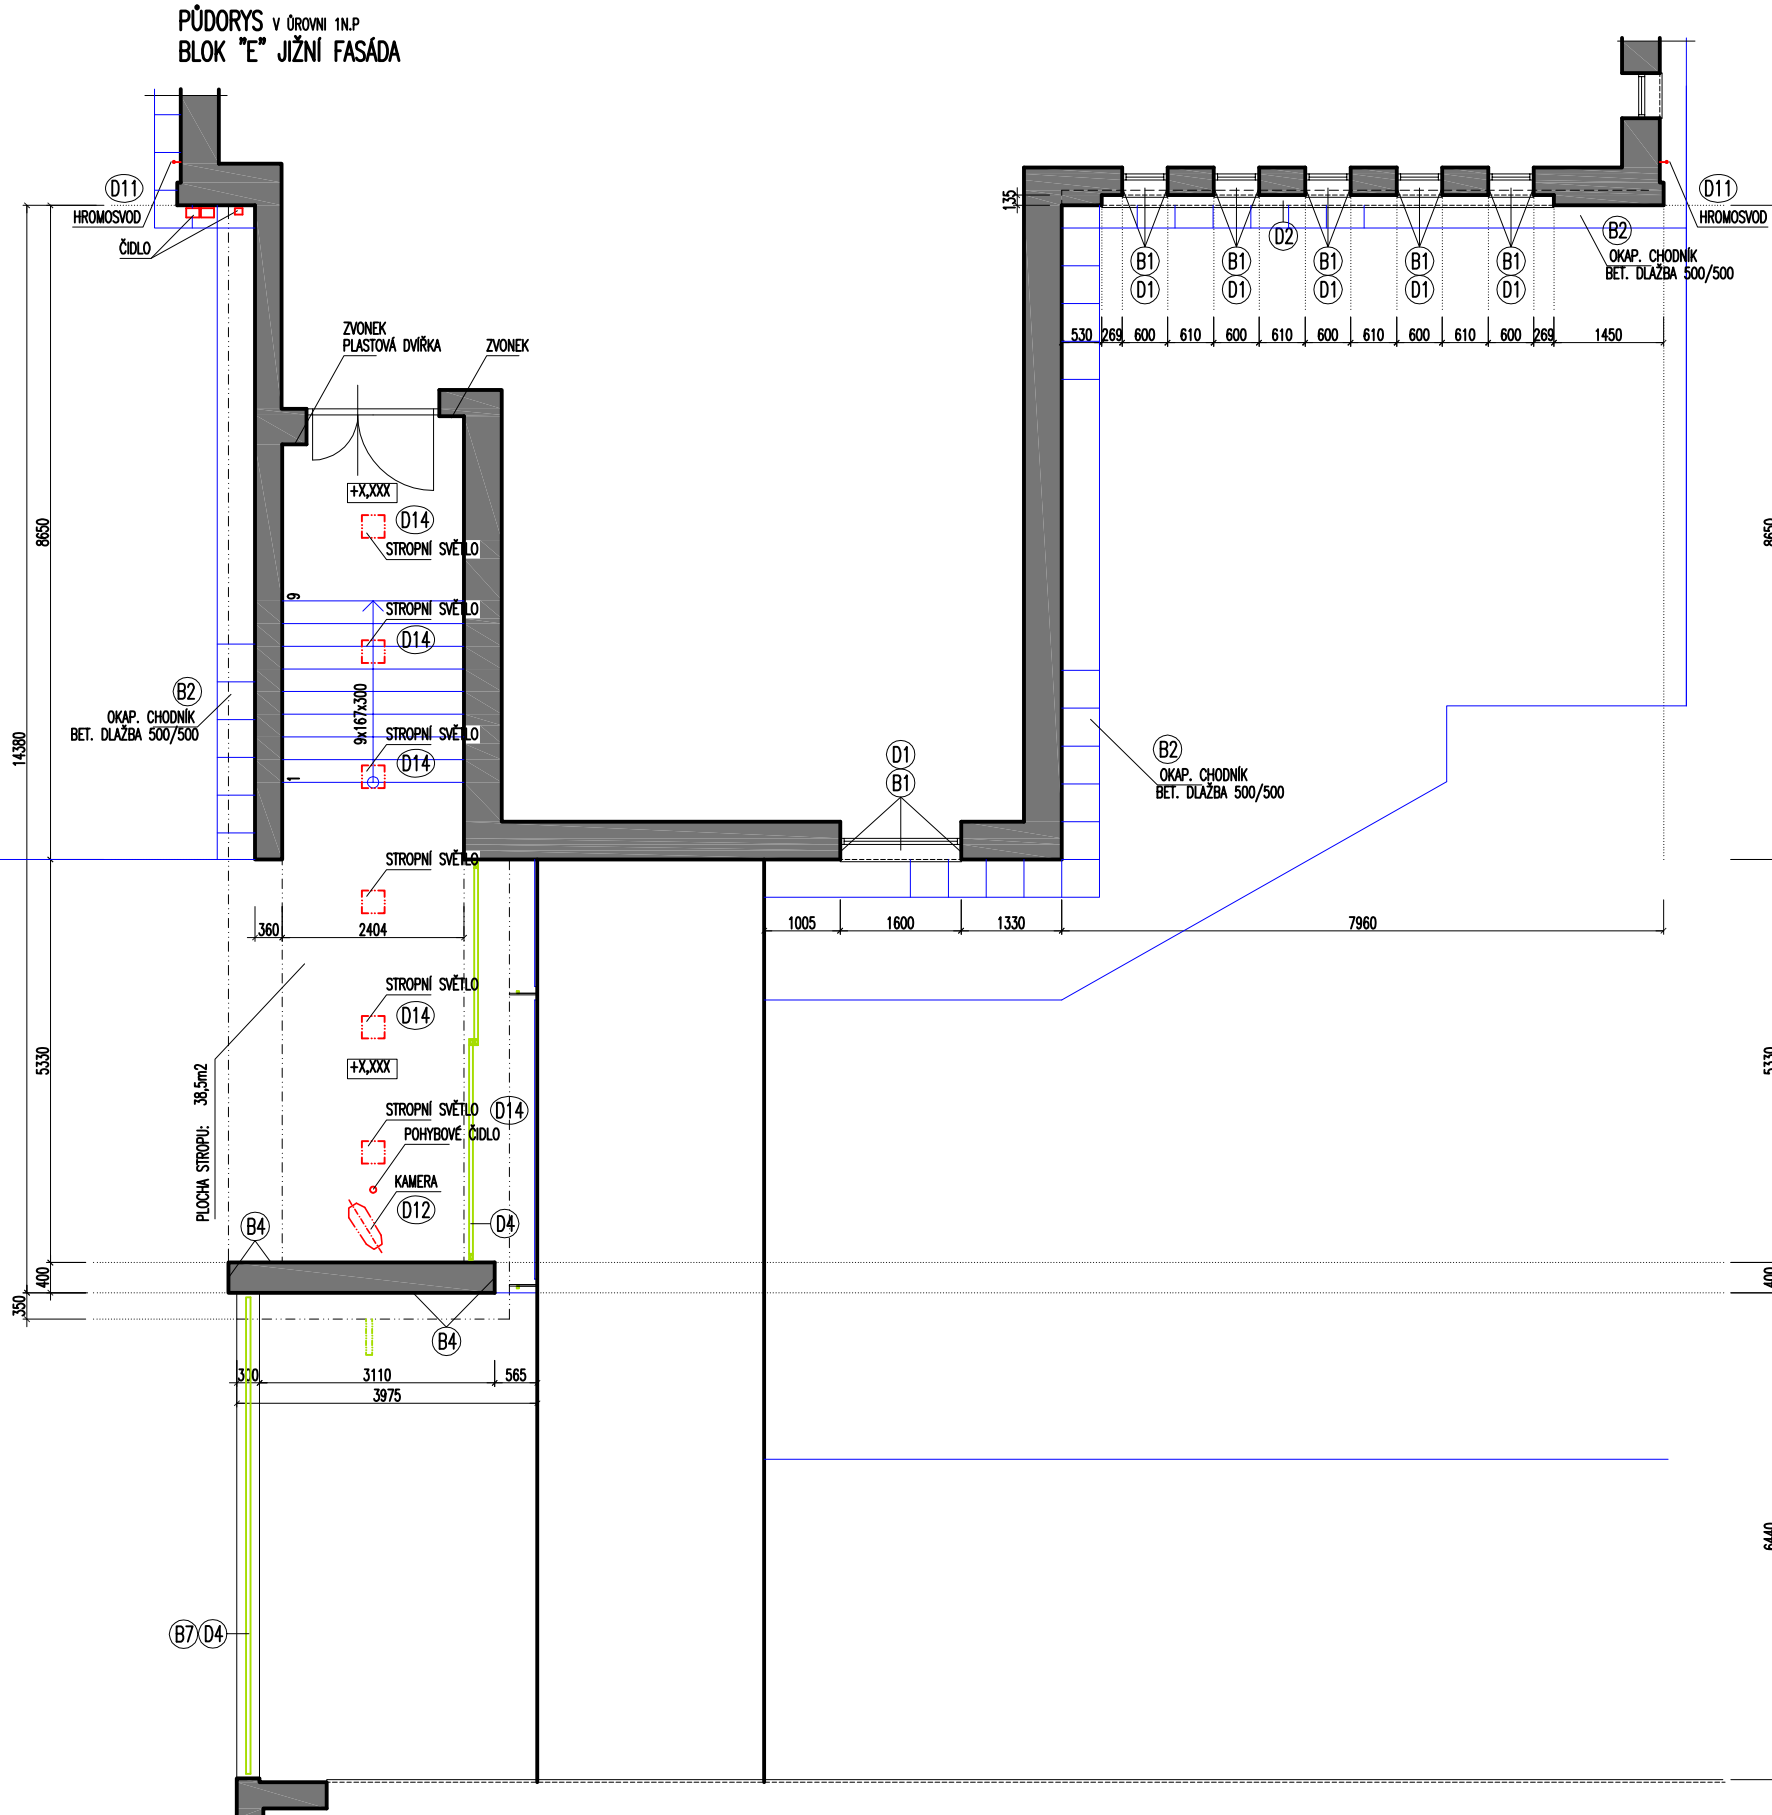 PŮDORYS V ÚROVNI 1N.P
BLOK "E" JIŽNÍ FASÁDA
D11
HROMOSVOD
ČIDLO
D11
HROMOSVOD
135
D2
B2
OKAP. CHODNÍK
BET. DLAŽBA 500/500
B1 B1 B1 B1 B1
D1 D1 D1 D1 D1
530 269 600 610 600 610 600 610 600 610 600 269 1450
ZVONEK
PLASTOVÁ DVÍŘKA
ZVONEK
+X,XXX
D14
STROPNÍ SVĚTLO
8650
8650
9
STROPNÍ SVĚTLO
D14
9x167x300
B2
OKAP. CHODNÍK
BET. DLAŽBA 500/500
STROPNÍ SVĚTLO
D14
1
14380
D1
B1
B2
OKAP. CHODNÍK
BET. DLAŽBA 500/500
STROPNÍ SVĚTLO
360 2404
1005 1600 1330 7960
STROPNÍ SVĚTLO
D14
+X,XXX
5330
5330
PLOCHA STROPU: 38,5m2
STROPNÍ SVĚTLO
D14
POHYBOVÉ ČIDLO
KAMERA
D12
B4
D4
400
400
350
B4
300 3110 565
3975
6440
B7 D4